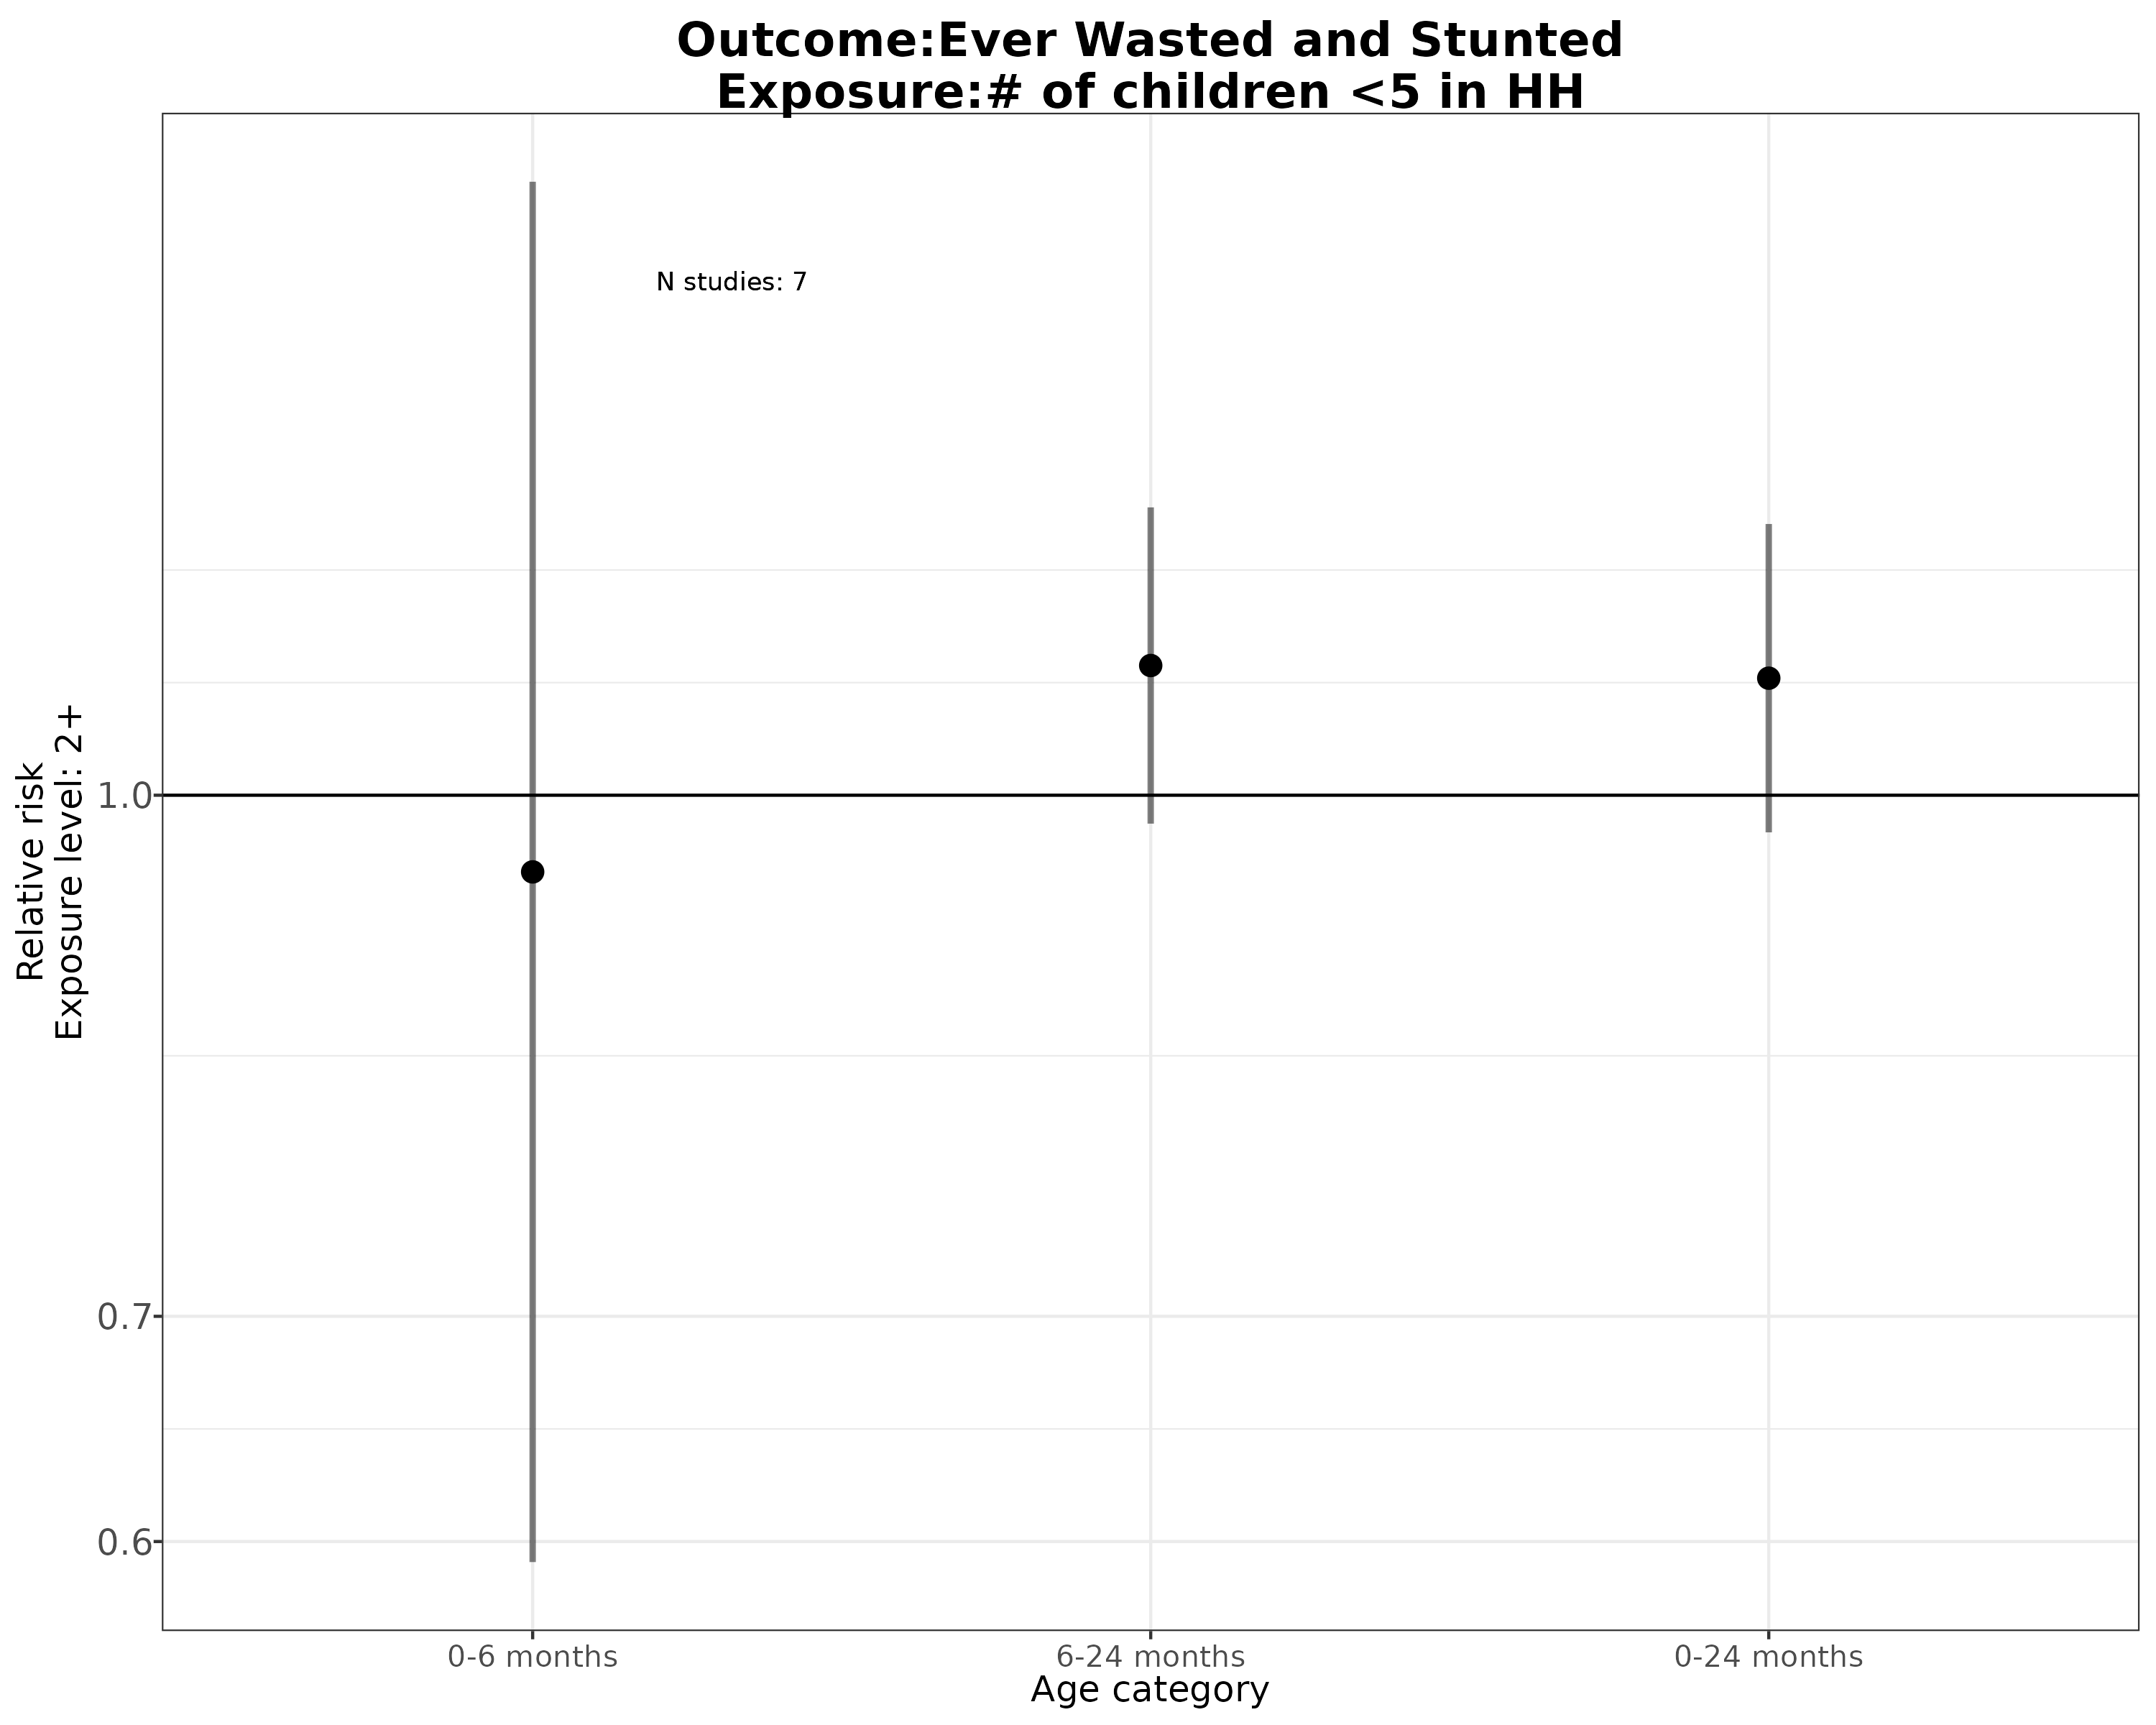 Outcome:Ever Wasted and Stunted
Exposure:# of children <5 in HH
N studies: 7
Relative risk
Exposure level: 2+
1.0
0.7
0.6
0-6 months
6-24 months
0-24 months
Age category